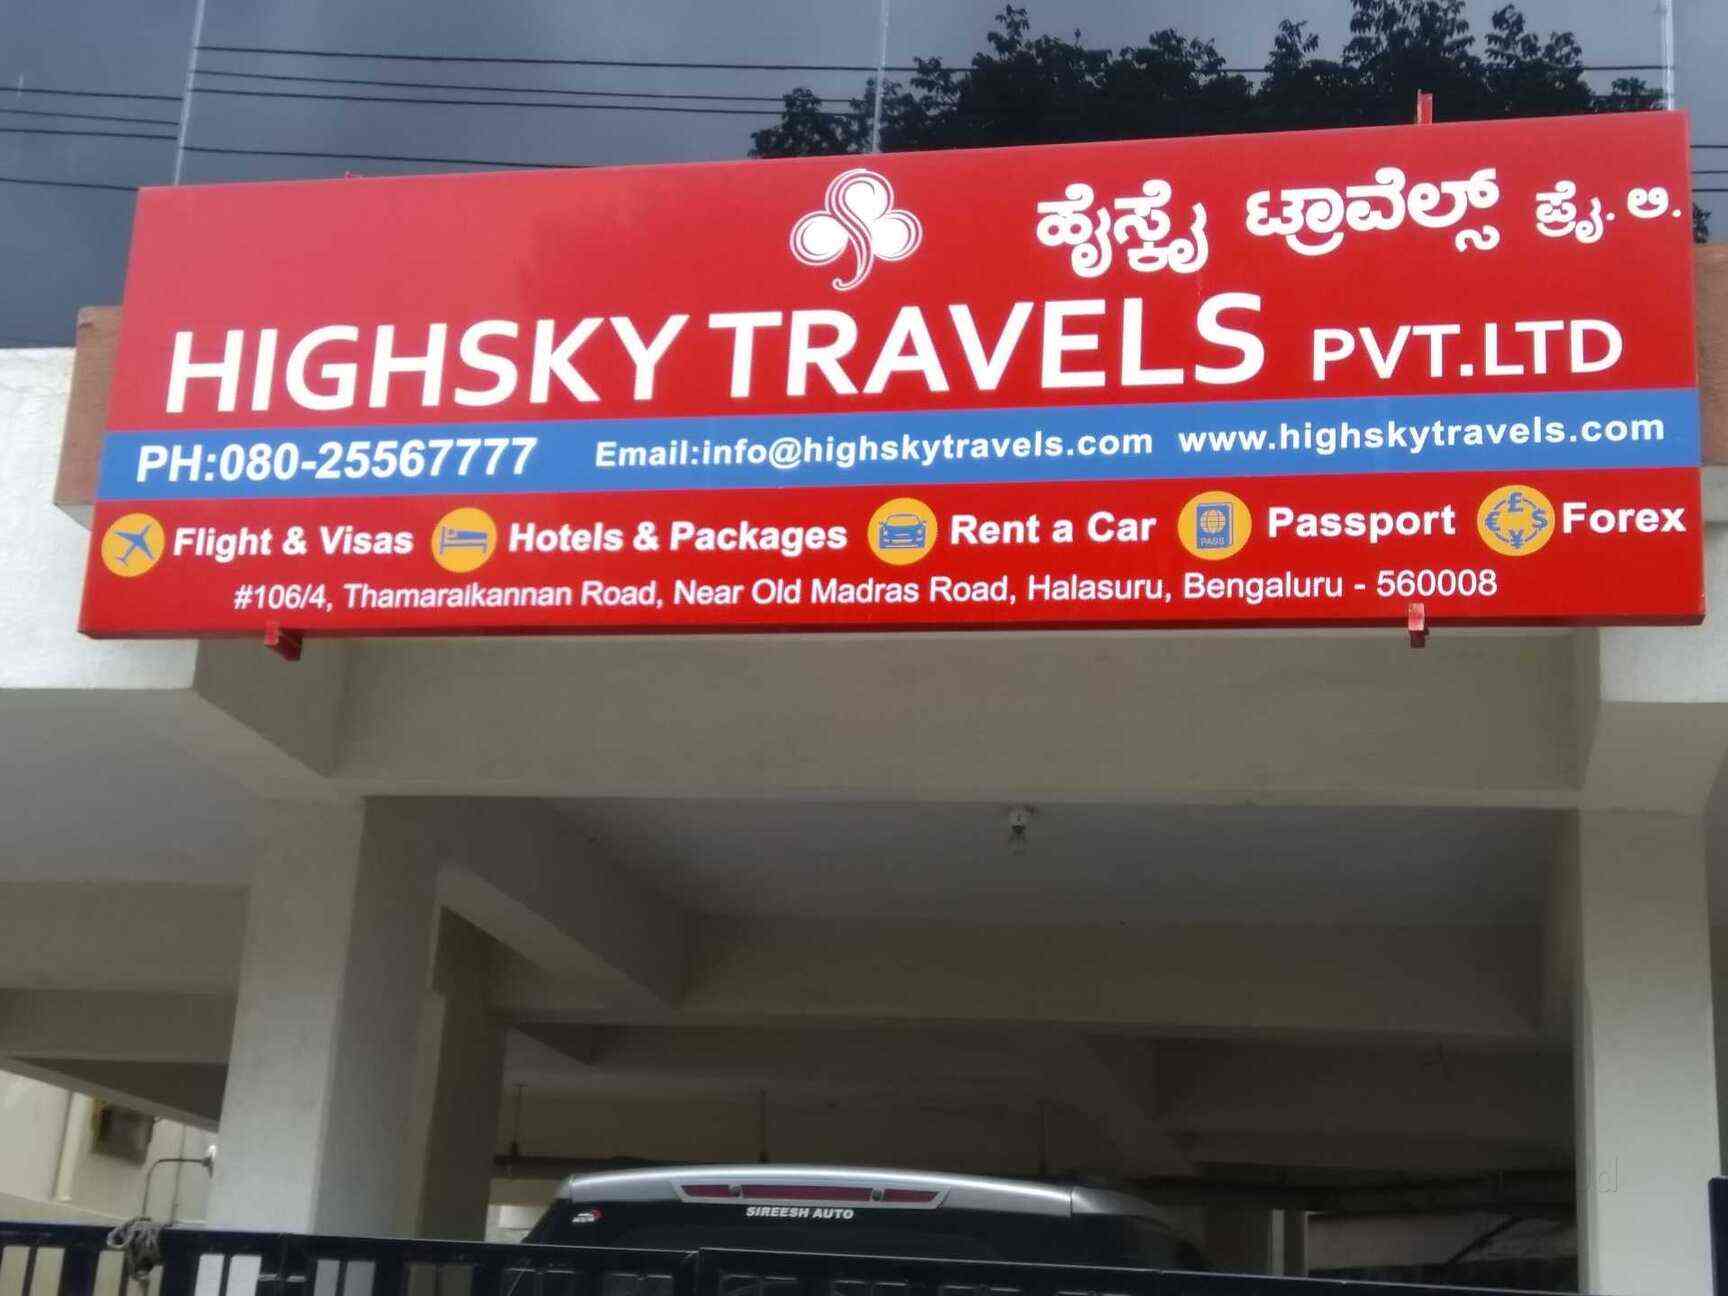 ಹೈಸ್ಕೈ ಟ್ರಾವೆಲ್ಸ್ ಪ್ರೈ. ಲಿ.
HIGHSKY TRAVELS PVT.LTD
PH:080-25567777 Email:info@highskytravels.com www.highskytravels.com
Flight & Visas Hotels & Packages Rent a Car PASS Passport Forex
#106/4, Thamaraikannan Road, Near Old Madras Road, Halasuru, Bengaluru - 560008
SIREESH AUTO